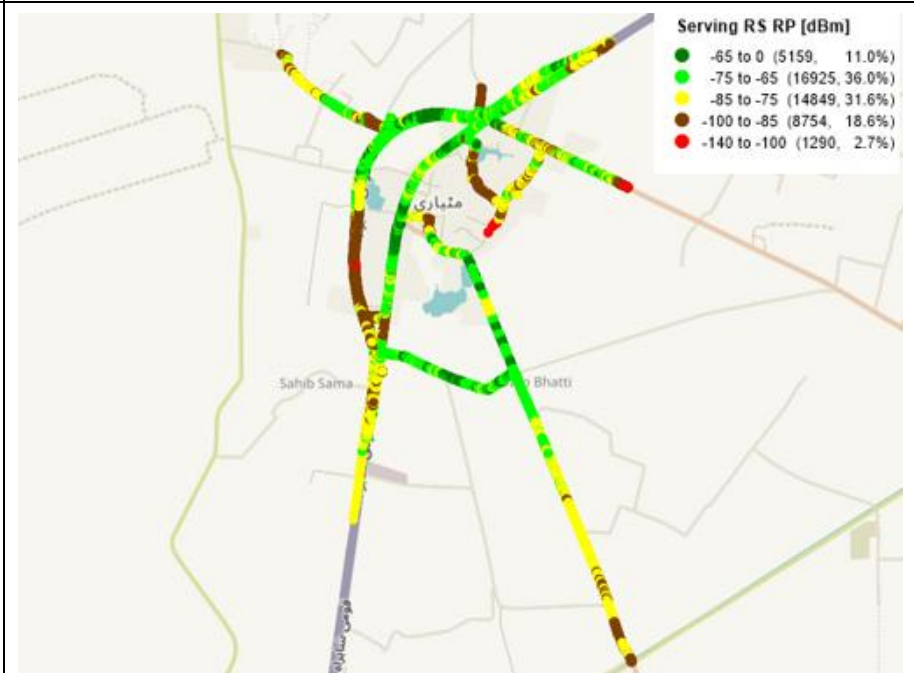 Serving RS RP [dBm]
-65 to 0 (5159, 11.0%)
-75 to -65 (16925, 36.0%)
-85 to -75 (14849, 31.6%)
-100 to -85 (8754, 18.6%)
-140 to -100 (1290, 2.7%)
مٹیاری
Sahib Sama
Bhatti
قومی شاہراہ